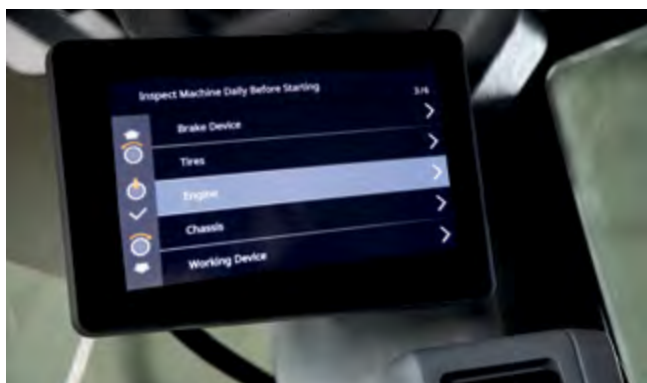 Inspect Machine Daily Before Starting
3/6
Brake Device
Tires
Engine
Chassis
Working Device